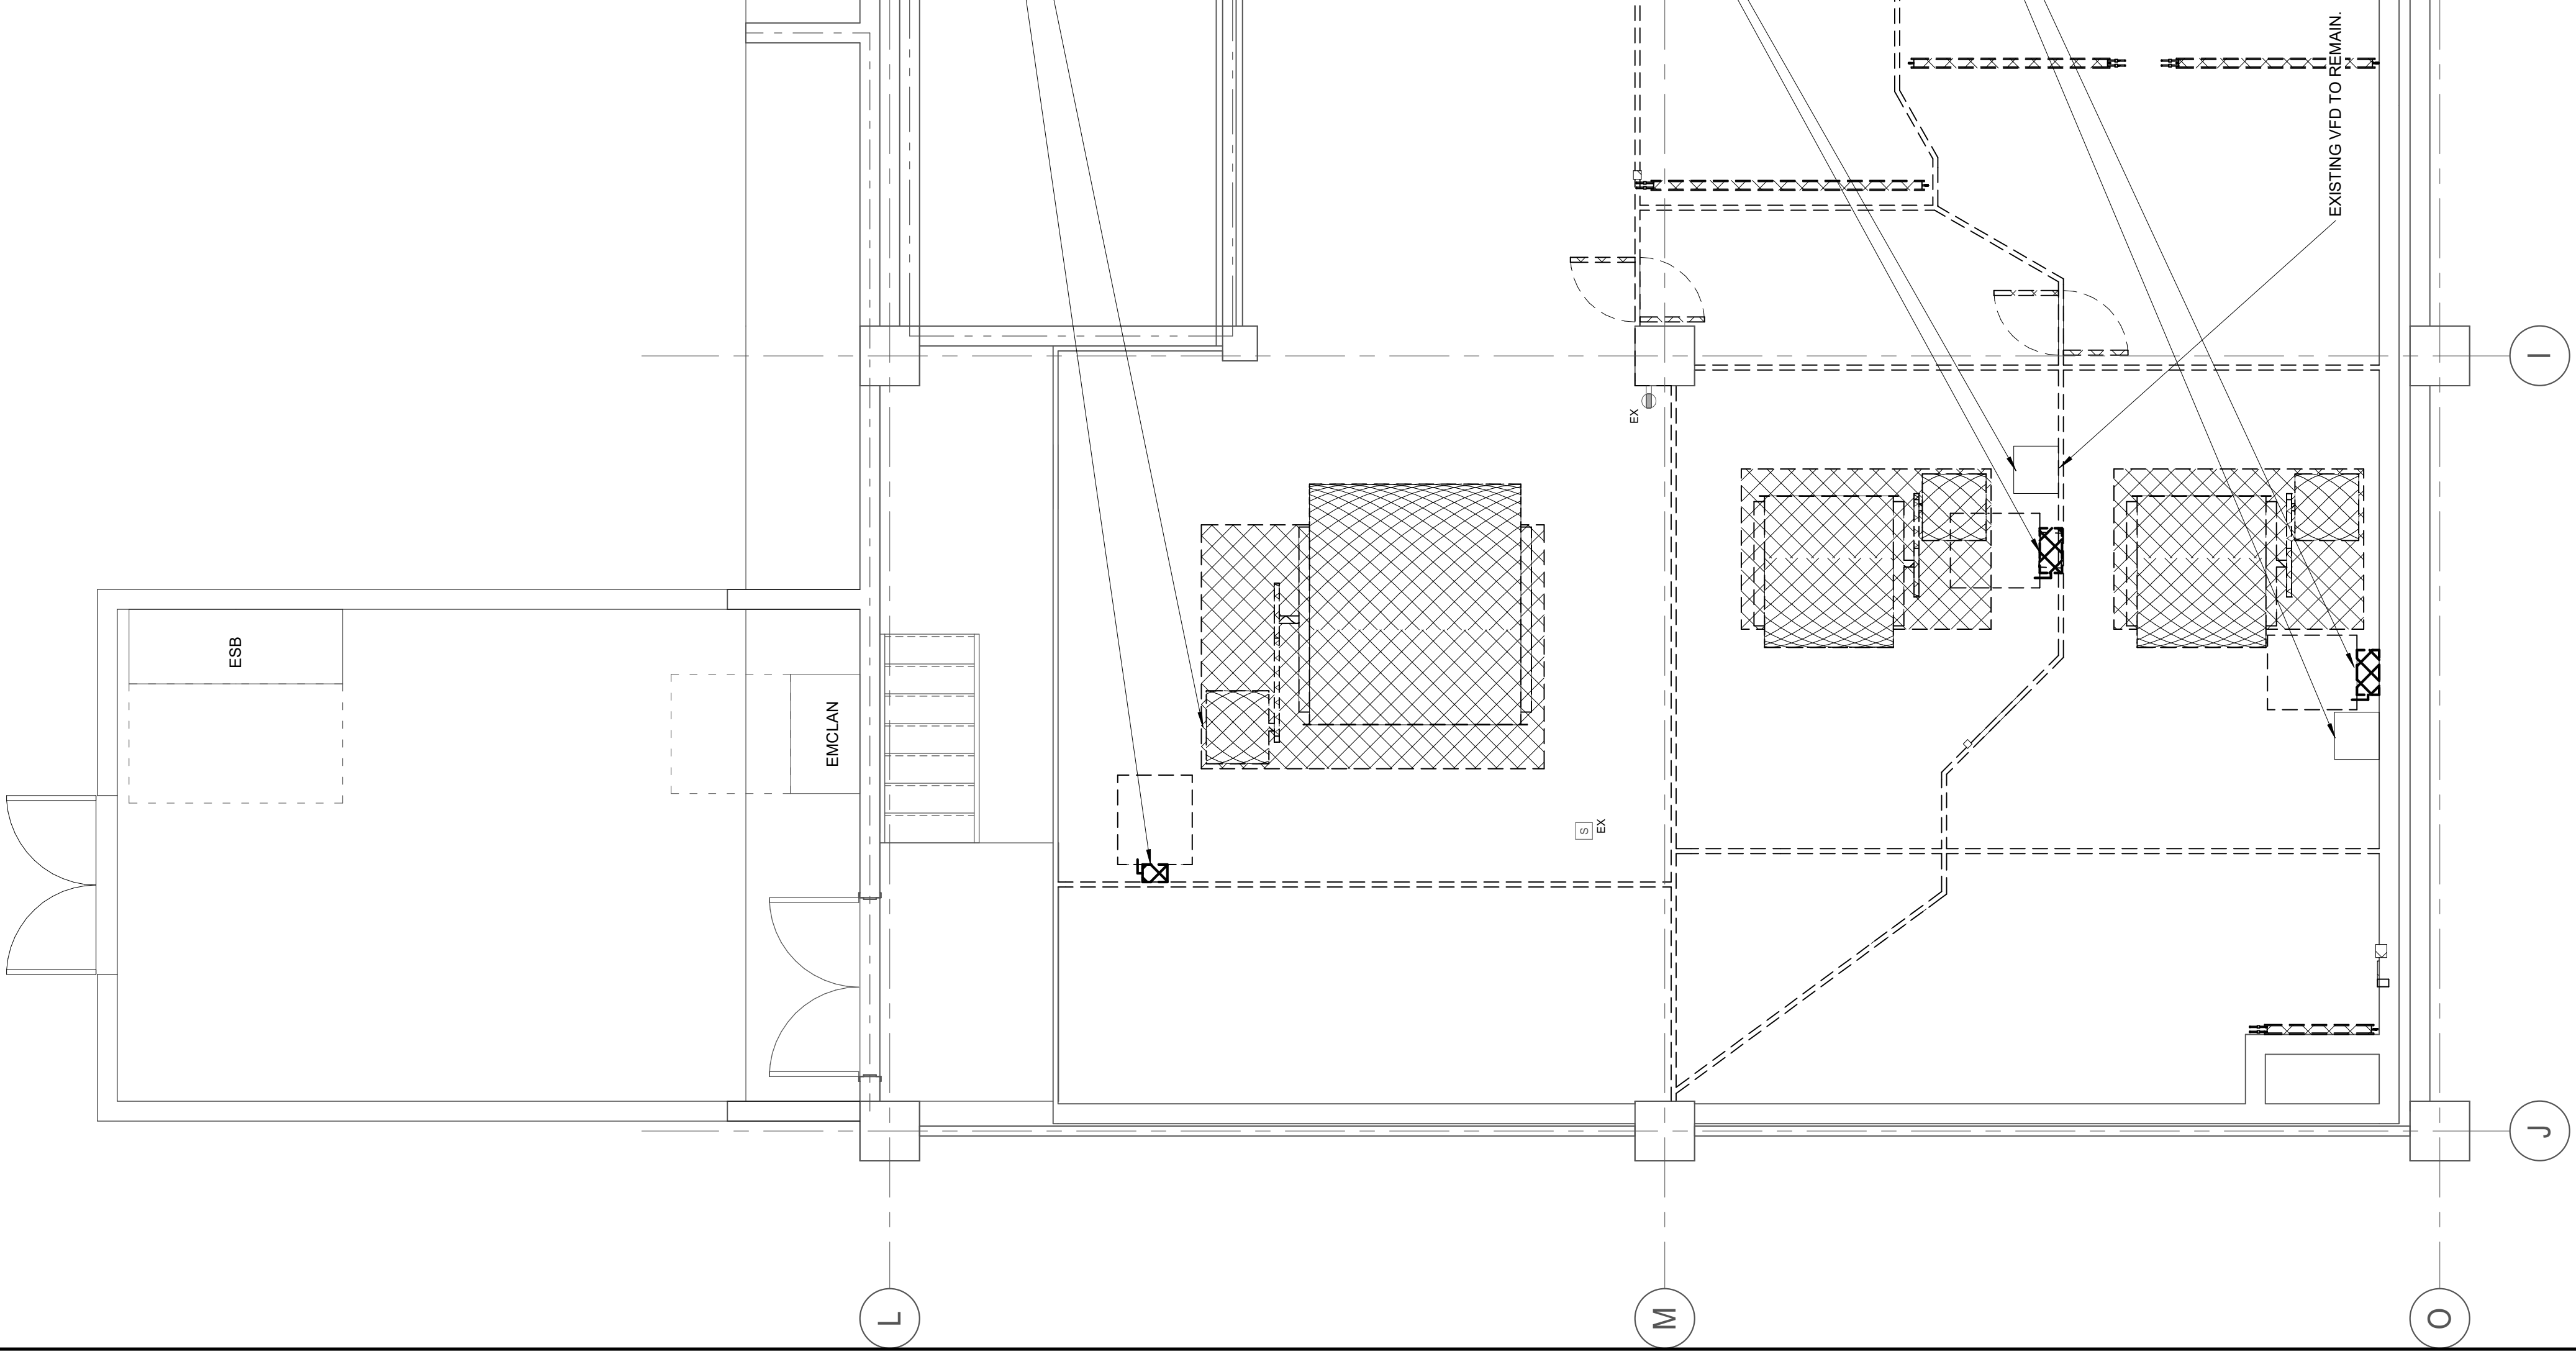 EXISTING VFD TO REMAIN.
I
EX
ESB
EMCLAN
S
EX
J
L
M
O